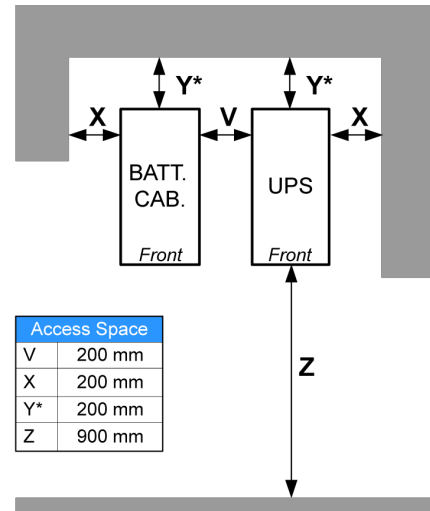 Y* Y*
X V X
BATT.
CAB.
UPS
Front Front
Z
Access Space
V 200 mm
X 200 mm
Y* 200 mm
Z 900 mm